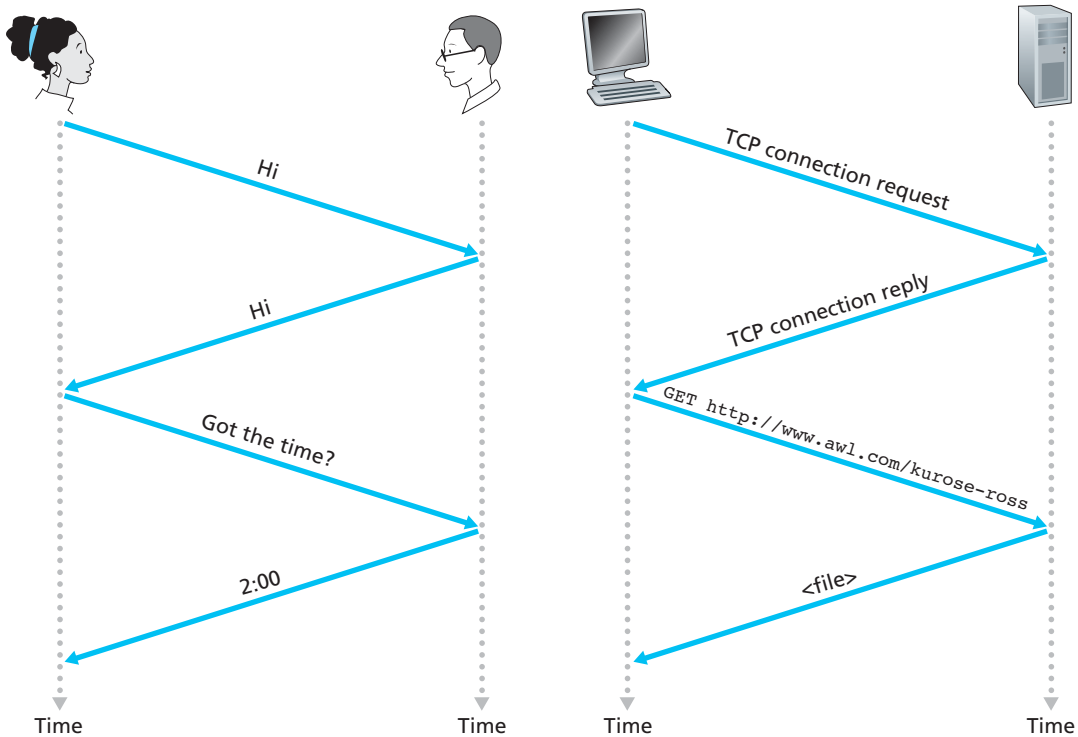 Hi
Hi
Got the time?
2:00
Time
Time
TCP connection request
TCP connection reply
GET http://www.awl.com/kurose-ross
<file>
Time
Time